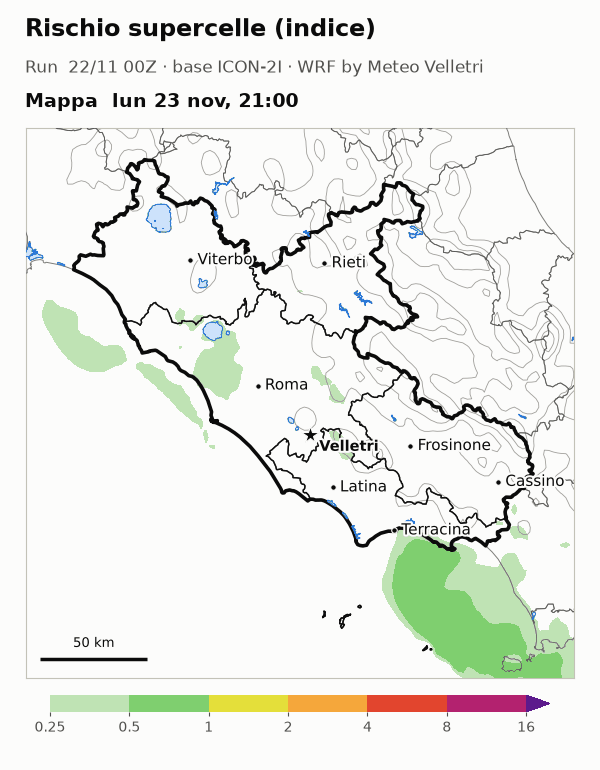 Rischio supercelle (indice)
Run 22/11 00Z · base ICON-2I · WRF by Meteo Velletri
Mappa lun 23 nov, 21:00
Viterbo
Rieti
Roma
Velletri
Frosinone
Latina
Cassino
Terracina
50 km
0.25 0.5 1 2 4 8 16